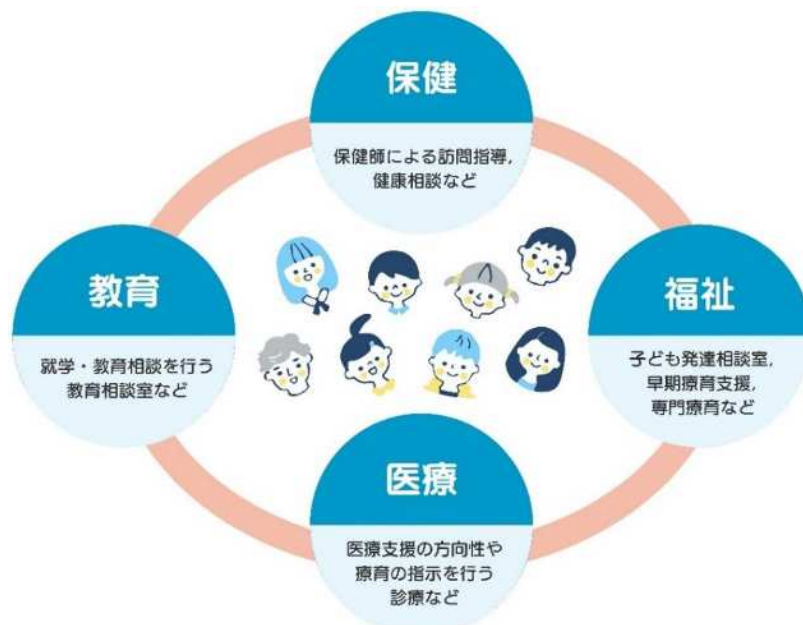 保健
保健師による訪問指導,
健康相談など
教育
就学・教育相談を行う
教育相談室など
福祉
子ども発達相談室,
早期療育支援,
専門療育など
医療
医療支援の方向性や
療育の指示を行う
診療など